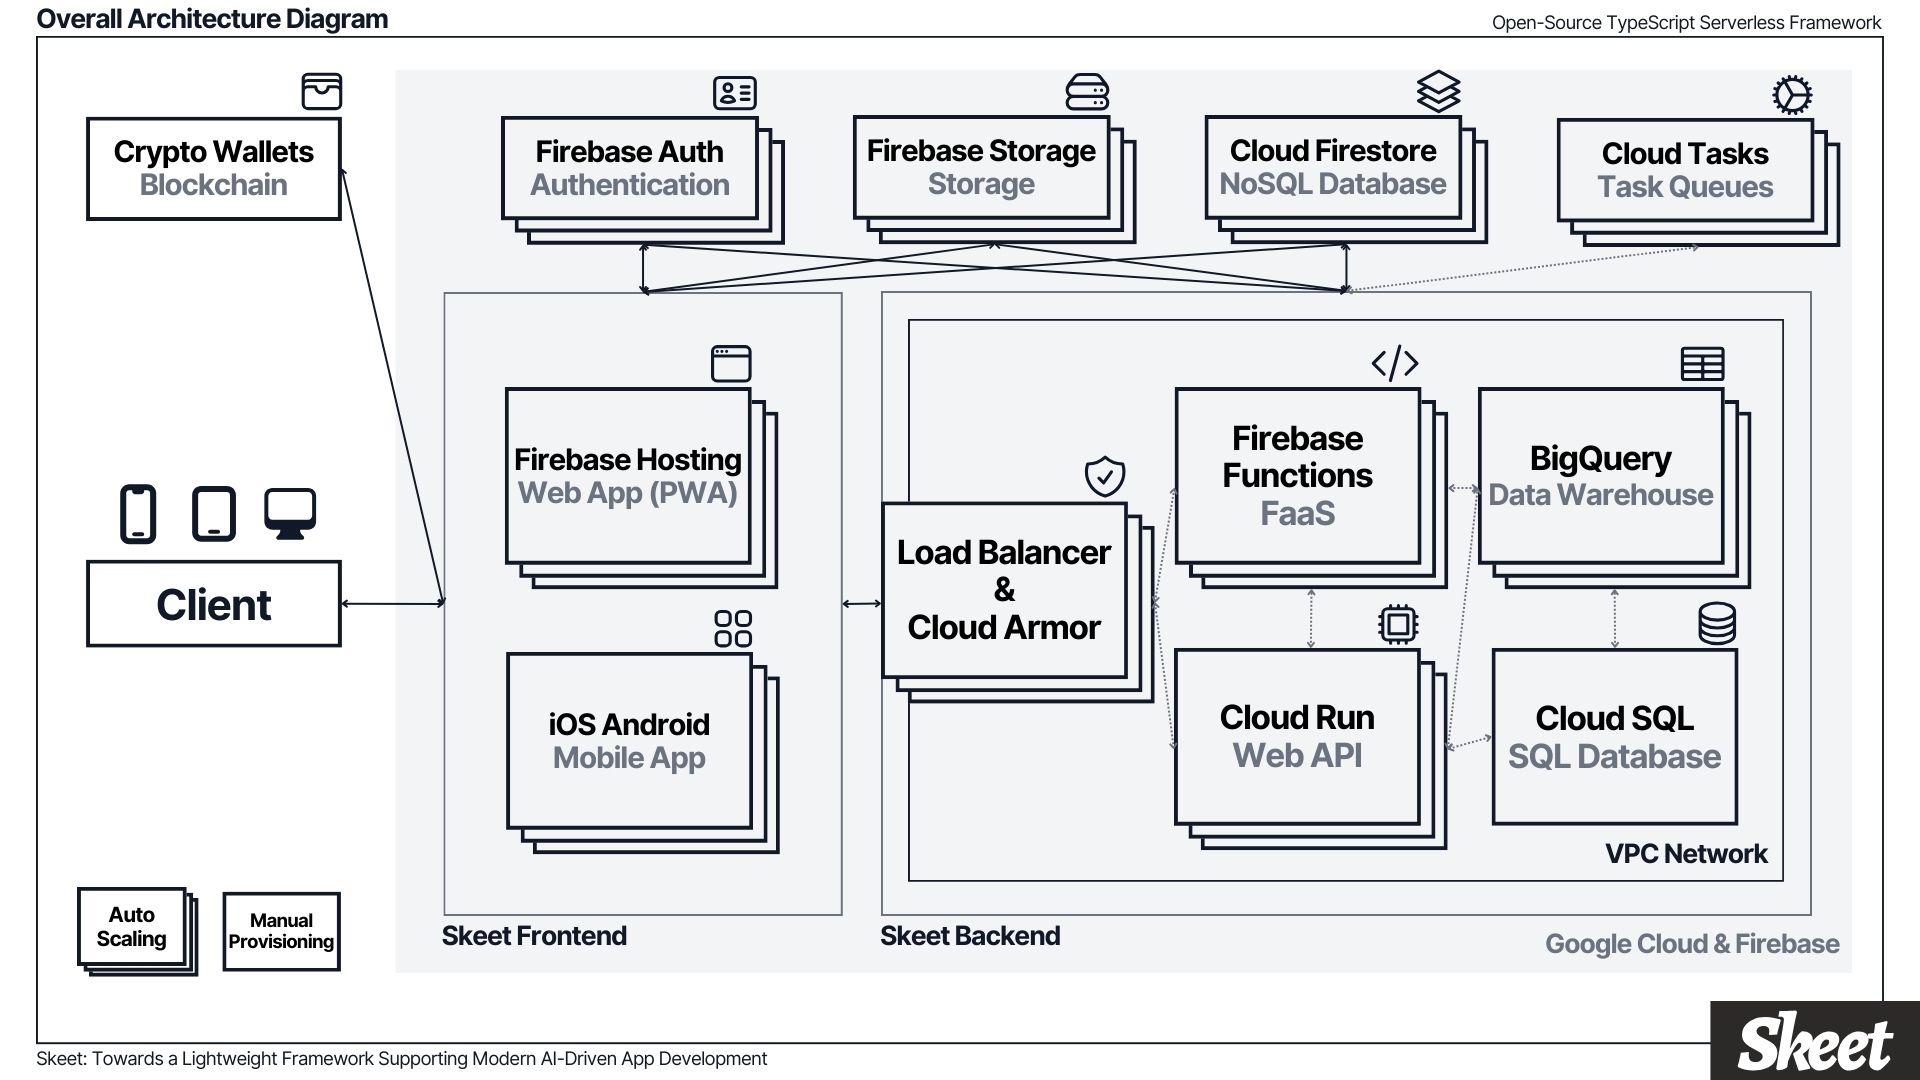 Overall Architecture Diagram
Open-Source TypeScript Serverless Framework
Crypto Wallets
Blockchain
Firebase Auth
Authentication
Firebase Storage
Storage
Cloud Firestore
NoSQL Database
Cloud Tasks
Task Queues
Client
Firebase Hosting
Web App (PWA)
iOS Android
Mobile App
Load Balancer
&
Cloud Armor
Firebase
Functions
FaaS
BigQuery
Data Warehouse
Cloud Run
Web API
Cloud SQL
SQL Database
VPC Network
Auto
Scaling
Manual
Provisioning
Skeet Frontend
Skeet Backend
Google Cloud & Firebase
Skeet: Towards a Lightweight Framework Supporting Modern AI-Driven App Development
Skeet